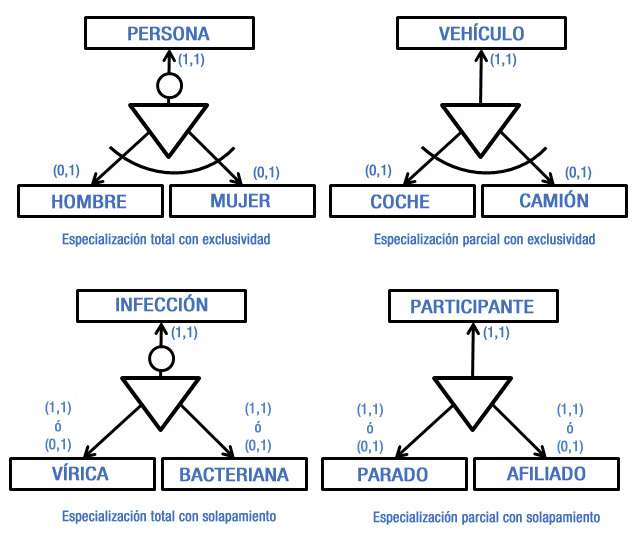 PERSONA
(1,1)
(0,1)
(0,1)
HOMBRE
MUJER
Especialización total con exclusividad
VEHÍCULO
(1,1)
(0,1)
(0,1)
COCHE
CAMIÓN
Especialización parcial con exclusividad
INFECCIÓN
(1,1)
(1,1)
ó
(0,1)
(1,1)
ó
(0,1)
VÍRICA
BACTERIANA
Especialización total con solapamiento
PARTICIPANTE
(1,1)
(1,1)
ó
(0,1)
(1,1)
ó
(0,1)
PARADO
AFILIADO
Especialización parcial con solapamiento